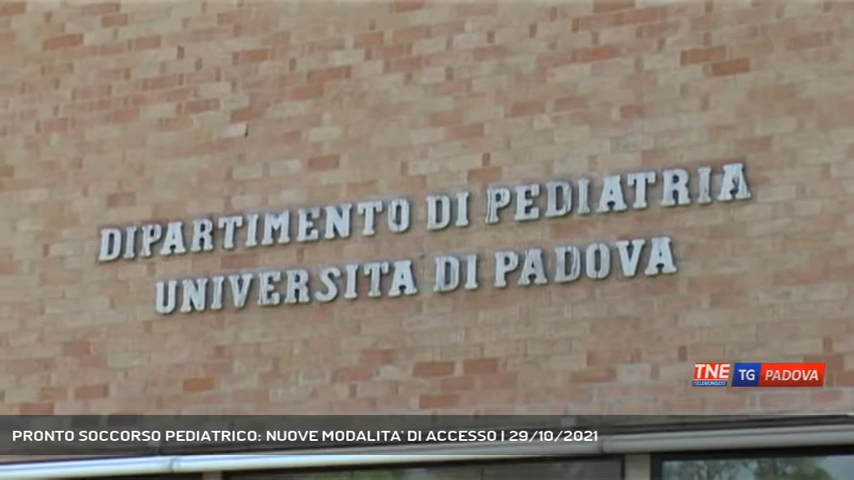 DIPARTIMENTO DI PEDIATRIA
UNIVERSITA DI PADOVA
TNE TG PADOVA
TELENORDEST
PRONTO SOCCORSO PEDIATRICO: NUOVE MODALITA' DI ACCESSO | 29/10/2021